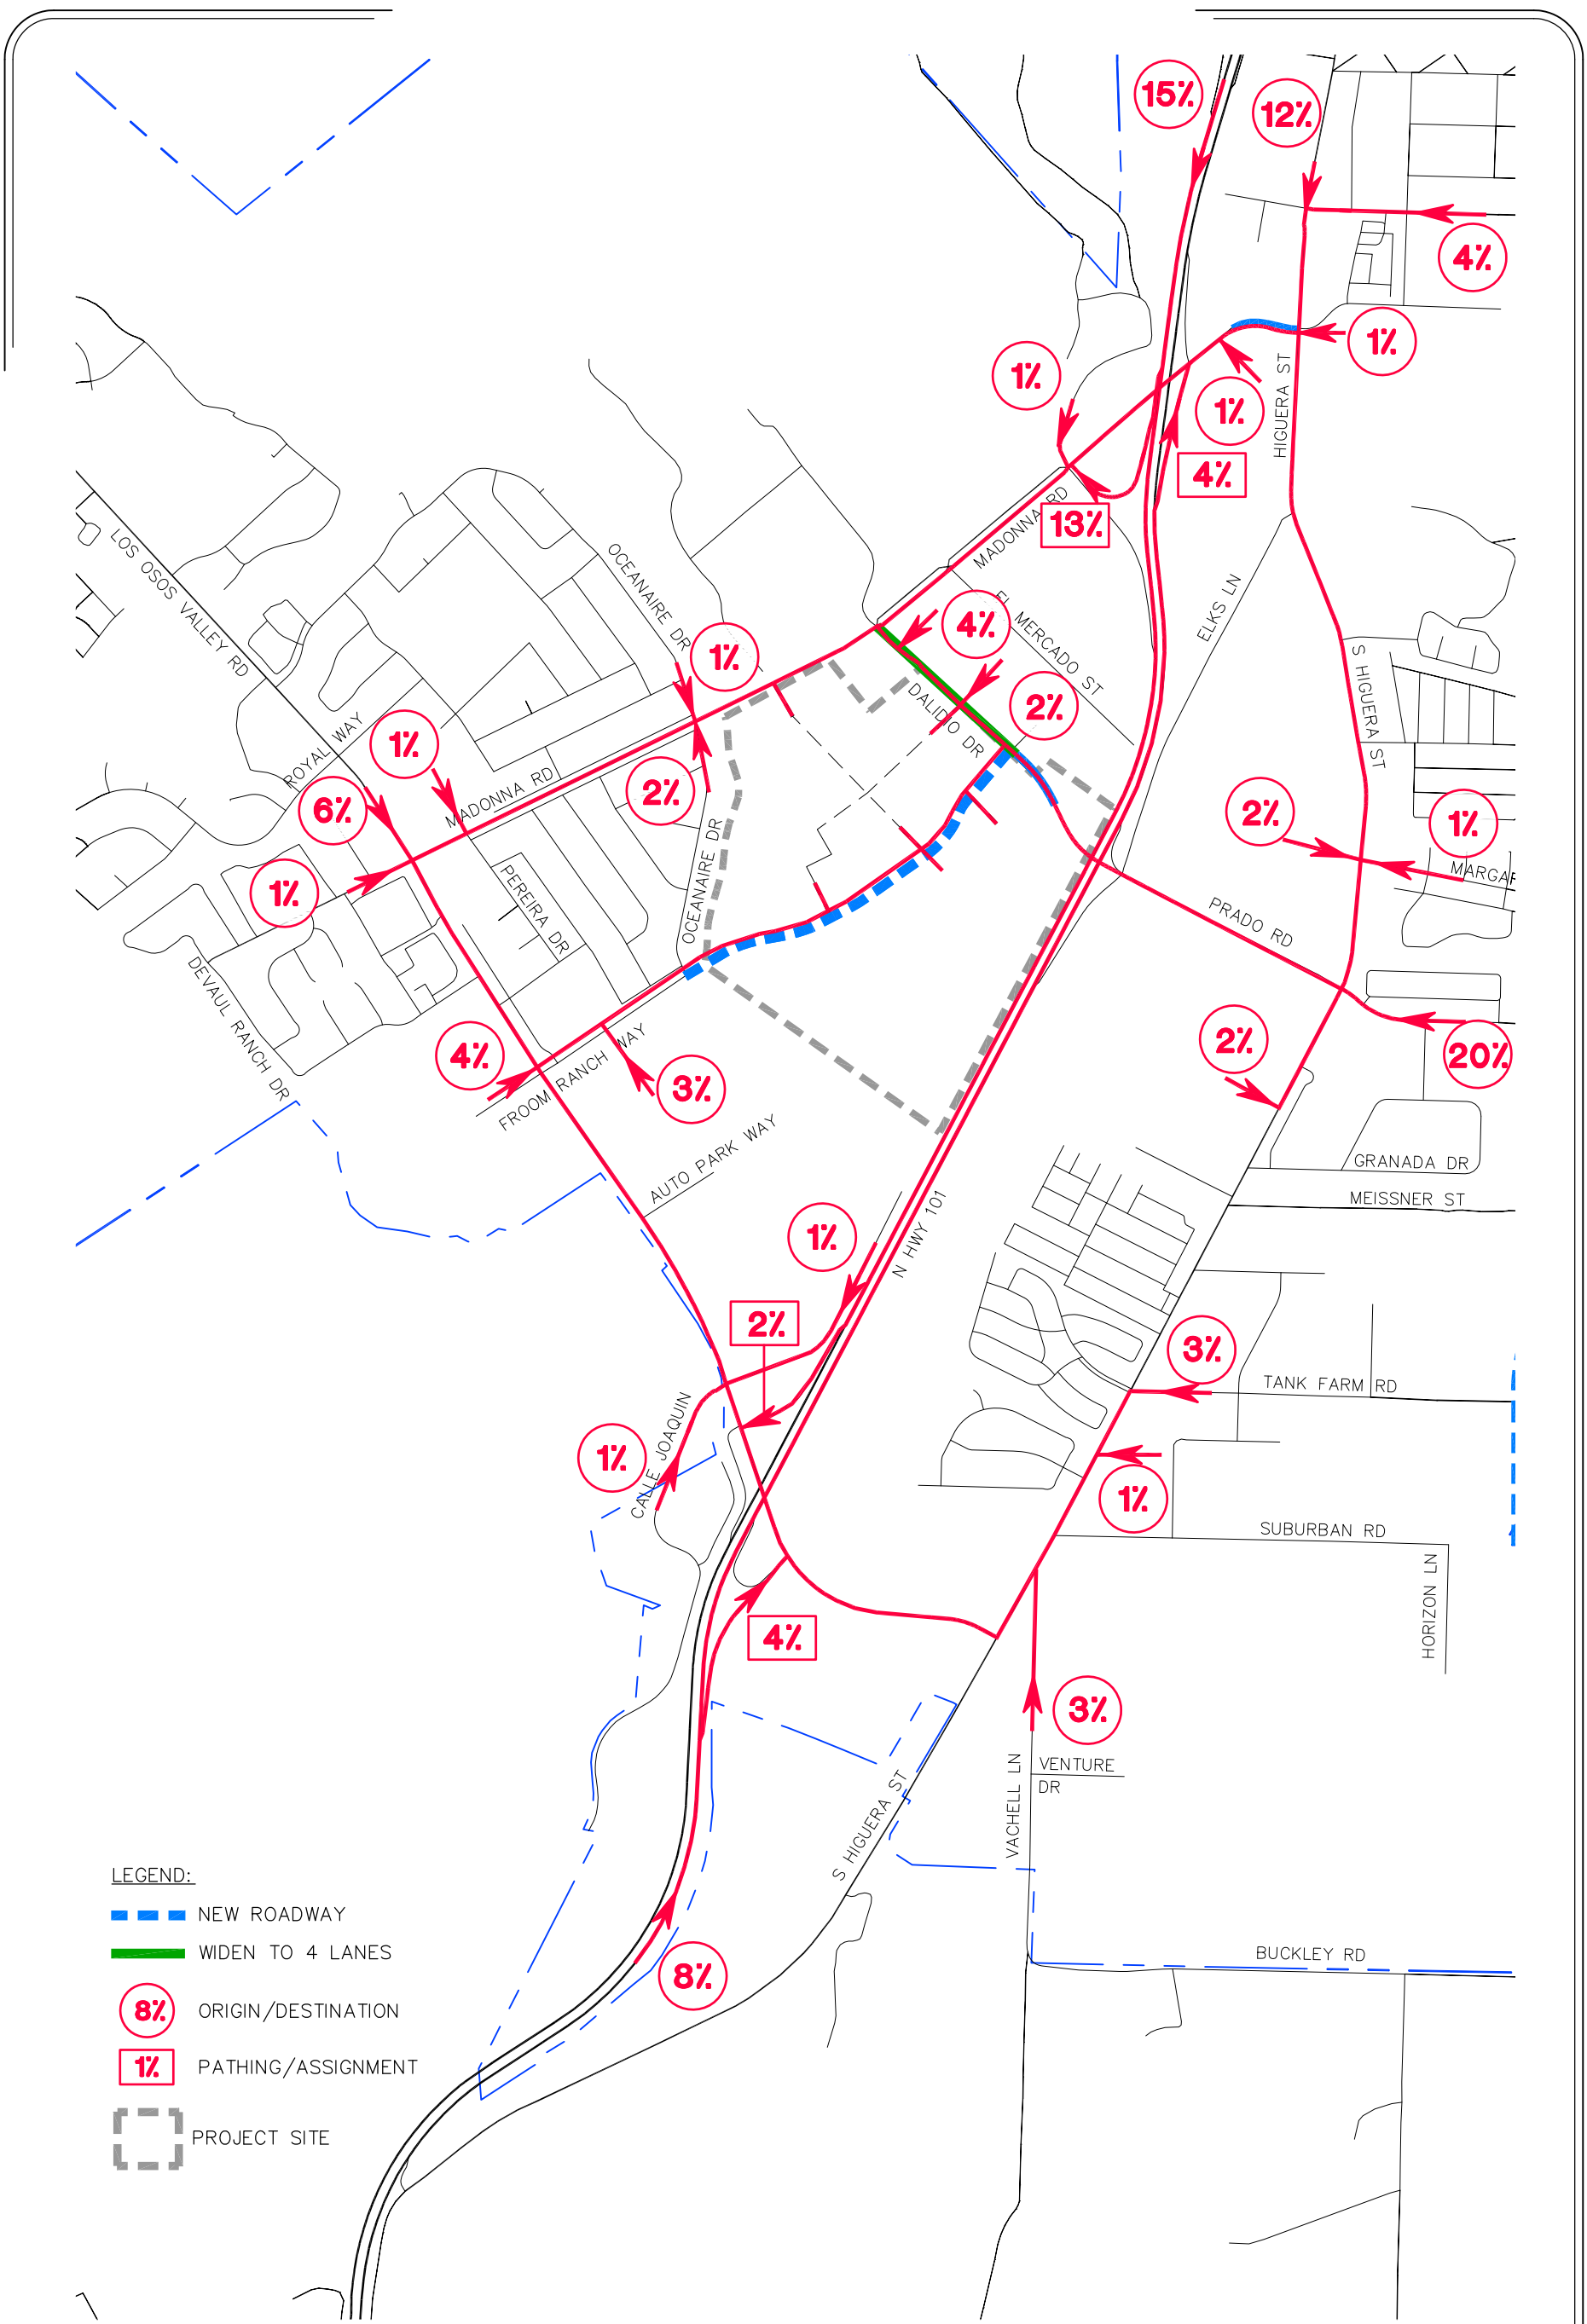 15%
12%
4%
1%
1%
1%
HIGUERA ST
4%
13%
MADONNA RD
LOS OSOS VALLEY RD
OCEANAIRE DR
1%
4%
EL MERCADO ST
ELKS LN
2%
DALIDIO DR
S HIGUERA ST
ROYAL WAY
1%
6%
MADONNA RD
2%
2%
1%
MARGAR
1%
PEREIRA DR
OCEANAIRE DR
PRADO RD
DEVAUL RANCH DR
4%
FROOM RANCH WAY
3%
2%
20%
AUTO PARK WAY
GRANADA DR
MEISSNER ST
1%
N HWY 101
2%
3%
TANK FARM RD
CALLE JOAQUIN
1%
1%
SUBURBAN RD
HORIZON LN
4%
3%
VACHELL LN
VENTURE
DR
S HIGUERA ST
BUCKLEY RD
8%
LEGEND:
NEW ROADWAY
WIDEN TO 4 LANES
8% ORIGIN/DESTINATION
1% PATHING/ASSIGNMENT
PROJECT SITE